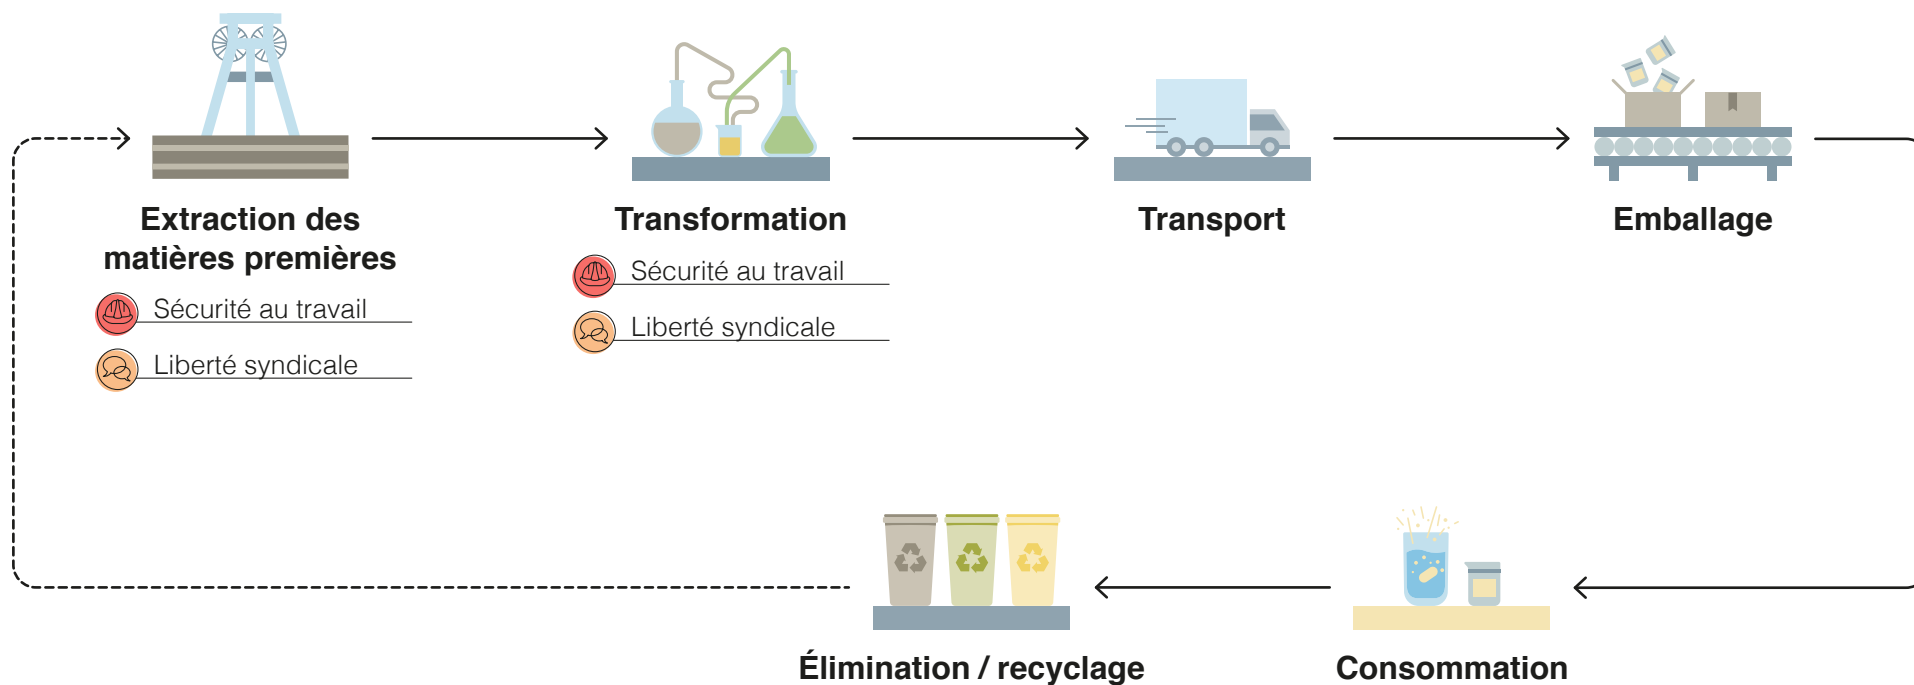 Extraction des
matières premières
Sécurité au travail
Liberté syndicale
Transformation
Sécurité au travail
Liberté syndicale
Transport
Emballage
Élimination / recyclage
Consommation